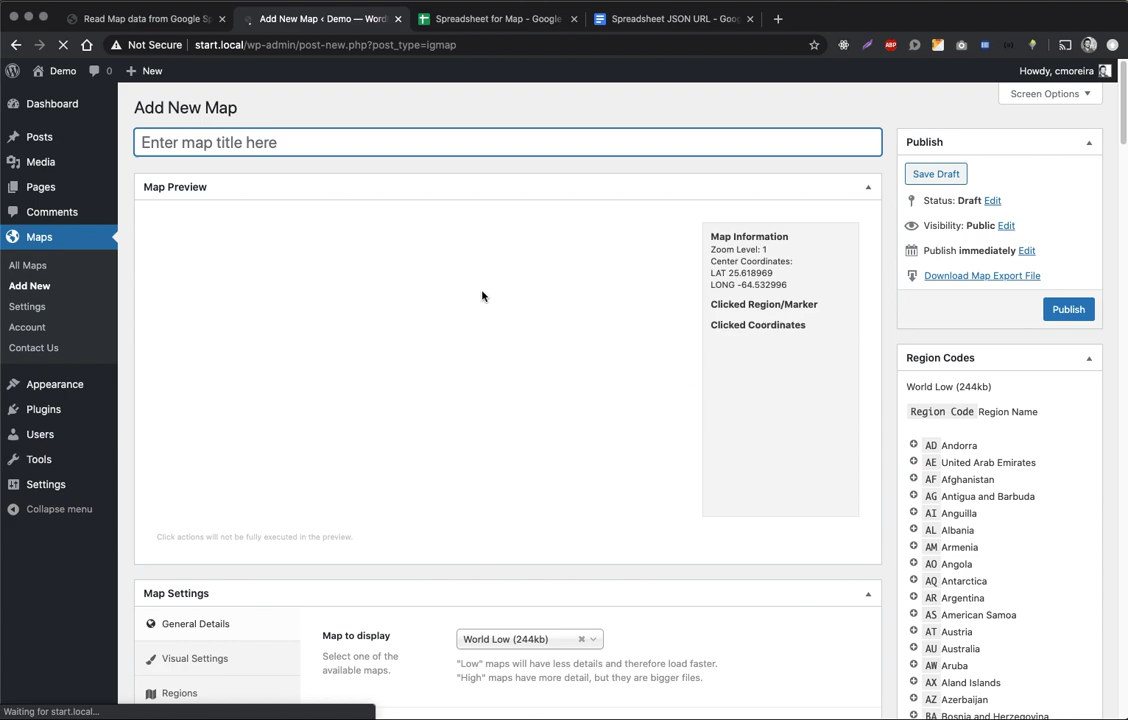 Read Map data from Google Sp
Add New Map ‹ Demo — Word
Spreadsheet for Map - Google
Spreadsheet JSON URL - Goog
Not Secure
start.local/wp-admin/post-new.php?post_type=igmap
ABP
Demo
0
New
Howdy, cmoreira
Screen Options
Dashboard
Posts
Media
Pages
Comments
Maps
All Maps
Add New
Settings
Account
Contact Us
Appearance
Plugins
Users
Tools
Settings
Collapse menu
Add New Map
Enter map title here
Map Preview
Map Information
Zoom Level: 1
Center Coordinates:
LAT 25.618969
LONG -64.532996
Clicked Region/Marker
Clicked Coordinates
Click actions will not be fully executed in the preview.
Map Settings
General Details
Visual Settings
Regions
Map to display
Select one of the
available maps.
World Low (244kb)
"Low" maps will have less details and therefore load faster.
"High" maps have more detail, but they are bigger files.
Publish
Save Draft
Status: Draft Edit
Visibility: Public Edit
Publish immediately Edit
Download Map Export File
Publish
Region Codes
World Low (244kb)
Region Code Region Name
AD Andorra
AE United Arab Emirates
AF Afghanistan
AG Antigua and Barbuda
AI Anguilla
AL Albania
AM Armenia
AO Angola
AQ Antarctica
AR Argentina
AS American Samoa
AT Austria
AU Australia
AW Aruba
AX Aland Islands
AZ Azerbaijan
BA Bosnia and Herzegovina
Waiting for start.local...